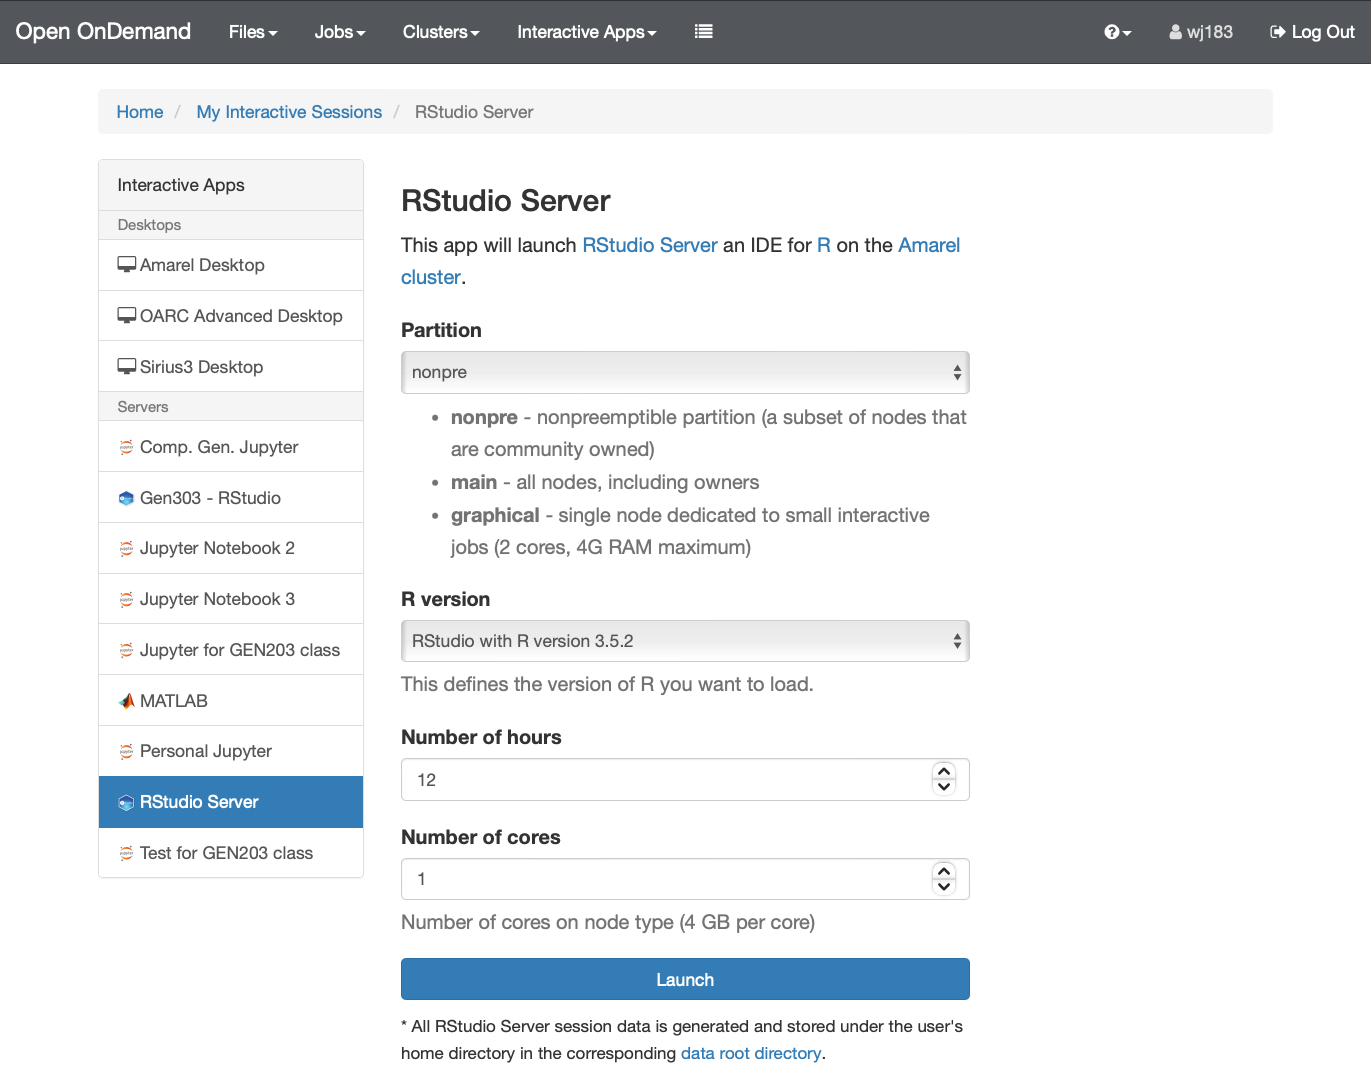 Open OnDemand Files Jobs Clusters Interactive Apps wj183 Log Out
Home / My Interactive Sessions / RStudio Server
Interactive Apps
Desktops
Amarel Desktop
OARC Advanced Desktop
Sirius3 Desktop
Servers
Comp. Gen. Jupyter
Gen303 - RStudio
Jupyter Notebook 2
Jupyter Notebook 3
Jupyter for GEN203 class
MATLAB
Personal Jupyter
RStudio Server
Test for GEN203 class
RStudio Server
This app will launch RStudio Server an IDE for R on the Amarel
cluster.
Partition
nonpre
• nonpre - nonpreemptible partition (a subset of nodes that
are community owned)
• main - all nodes, including owners
• graphical - single node dedicated to small interactive
jobs (2 cores, 4G RAM maximum)
R version
RStudio with R version 3.5.2
This defines the version of R you want to load.
Number of hours
12
Number of cores
1
Number of cores on node type (4 GB per core)
Launch
* All RStudio Server session data is generated and stored under the user's
home directory in the corresponding data root directory.